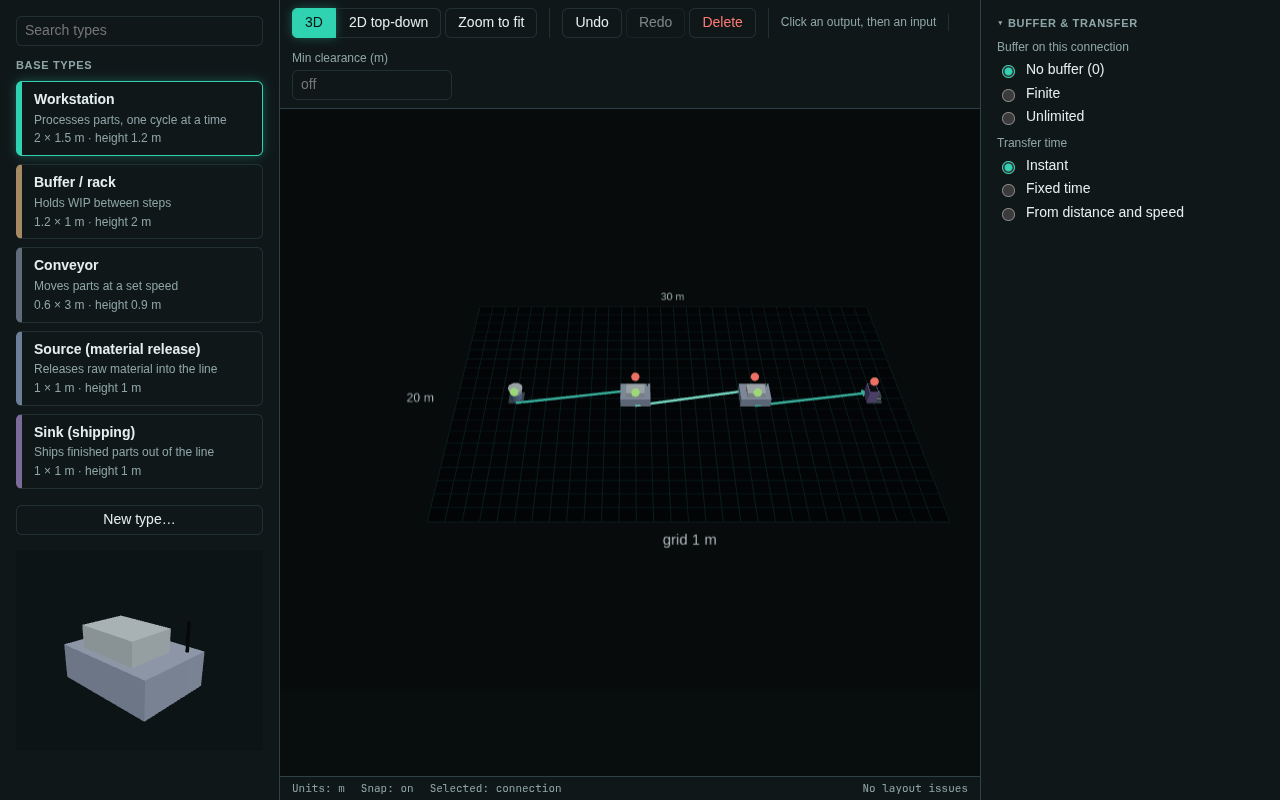 Search types
BASE TYPES
Workstation
Processes parts, one cycle at a time
2 × 1.5 m · height 1.2 m
Buffer / rack
Holds WIP between steps
1.2 × 1 m · height 2 m
Conveyor
Moves parts at a set speed
0.6 × 3 m · height 0.9 m
Source (material release)
Releases raw material into the line
1 × 1 m · height 1 m
Sink (shipping)
Ships finished parts out of the line
1 × 1 m · height 1 m
New type…
3D 2D top-down Zoom to fit Undo Redo Delete Click an output, then an input
Min clearance (m)
off
30 m
20 m
grid 1 m
Units: m Snap: on Selected: connection No layout issues
BUFFER & TRANSFER
Buffer on this connection
No buffer (0)
Finite
Unlimited
Transfer time
Instant
Fixed time
From distance and speed